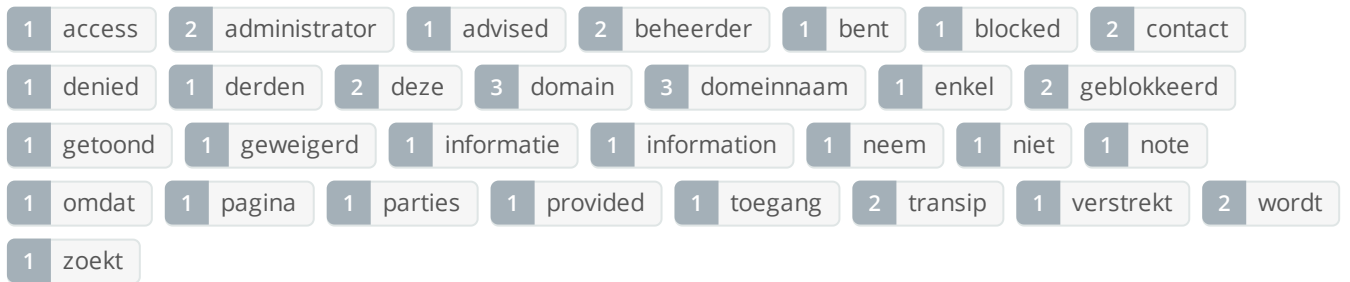 1 access 2 administrator 1 advised 2 beheerder 1 bent 1 blocked 2 contact
1 denied 1 derden 2 deze 3 domain 3 domeinnaam 1 enkel 2 geblokkeerd
1 getoond 1 geweigerd 1 informatie 1 information 1 neem 1 niet 1 note
1 omdat 1 pagina 1 parties 1 provided 1 toegang 2 transip 1 verstrekt 2 wordt
1 zoekt